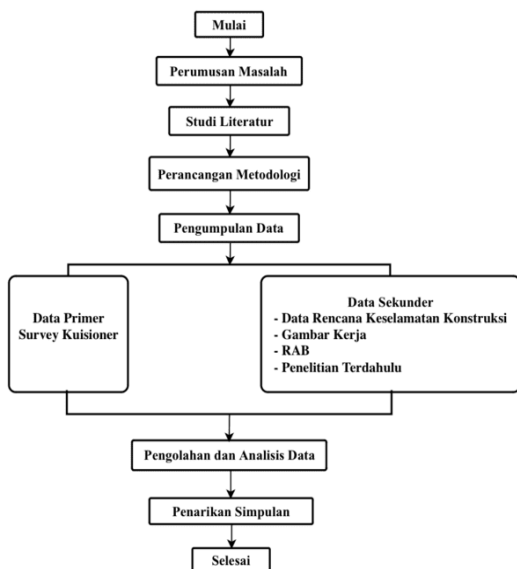 Mulai
Perumusan Masalah
Studi Literatur
Perancangan Metodologi
Pengumpulan Data
Data Primer
Survey Kuisioner
Data Sekunder
- Data Rencana Keselamatan Konstruksi
- Gambar Kerja
- RAB
- Penelitian Terdahulu
Pengolahan dan Analisis Data
Penarikan Simpulan
Selesai